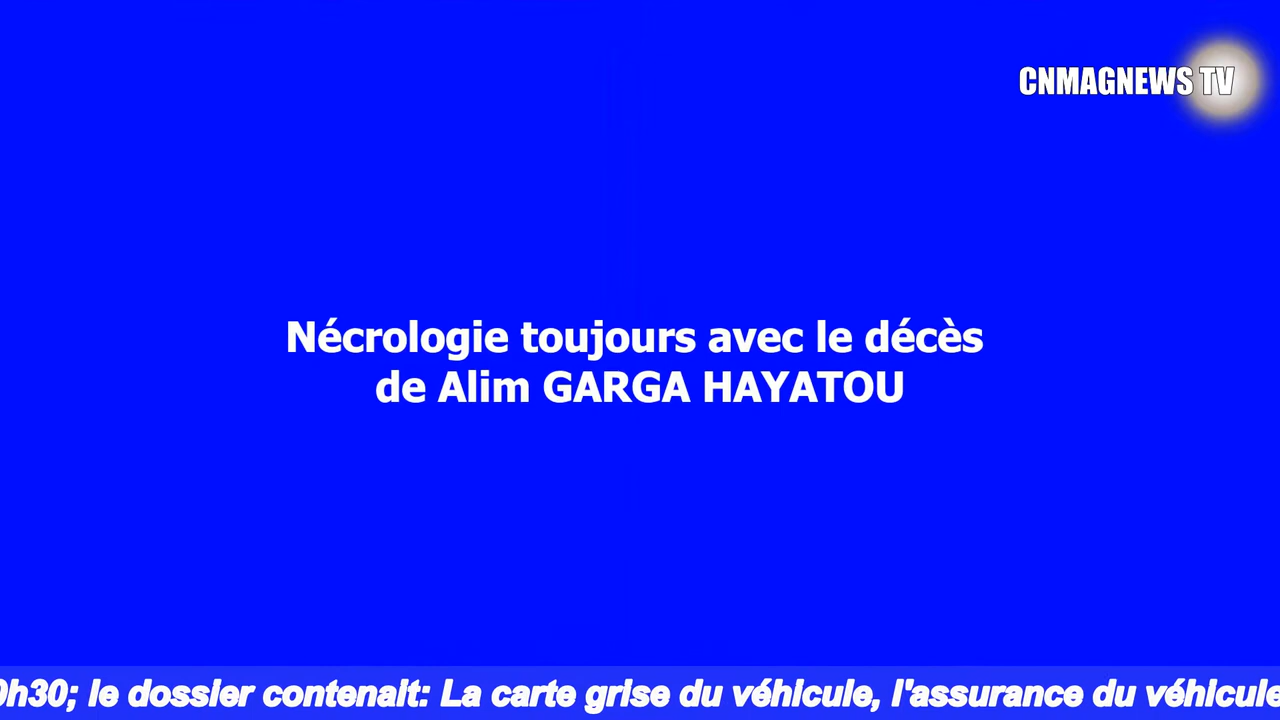 CNMAGNEWS TV
Nécrologie toujours avec le décès
de Alim GARGA HAYATOU
h30; le dossier contenait: La carte grise du véhicule, l'assurance du véhicule